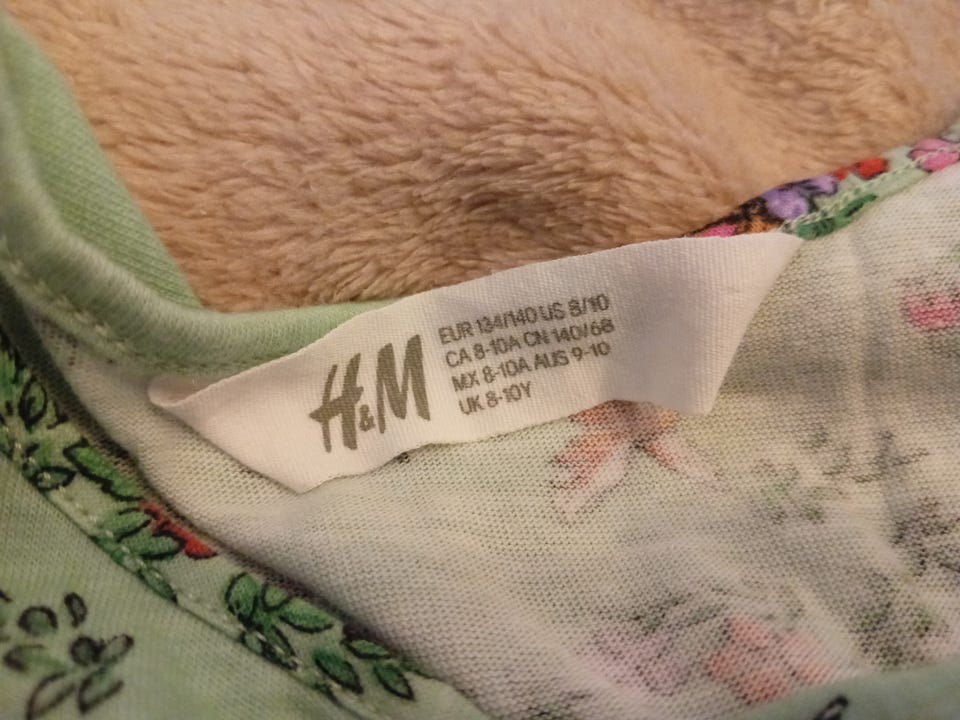 H&M
EUR 134/140 US 8/10
CA 8-10A CN 140/68
MX 8-10A AUS 9-10
UK 8-10Y